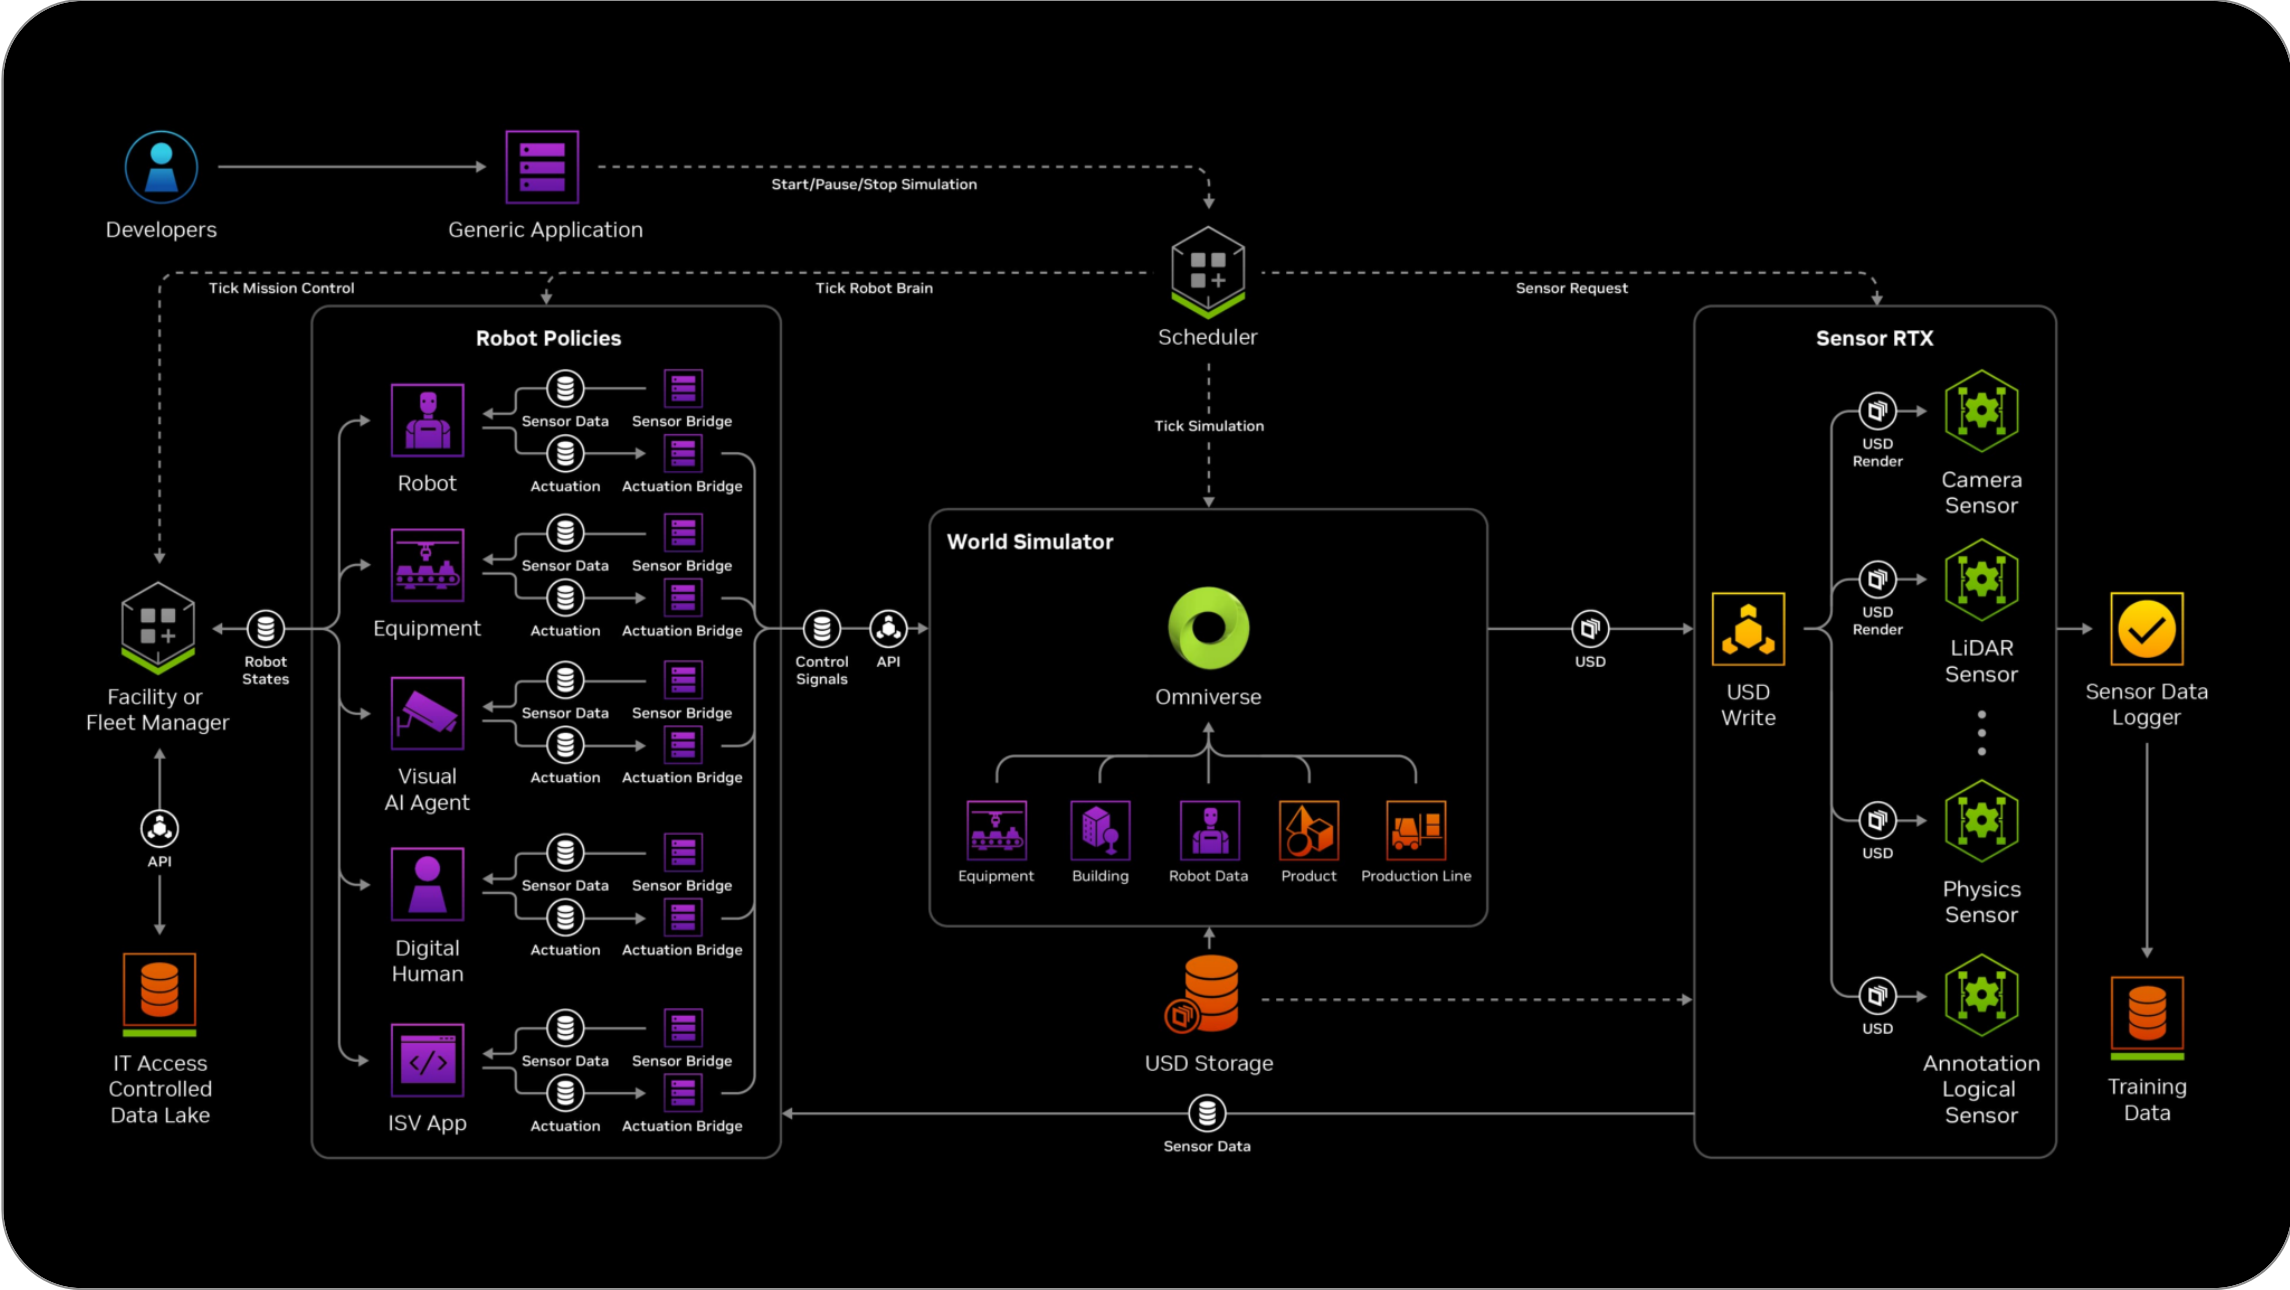 Developers
Generic Application
Start/Pause/Stop Simulation
Tick Mission Control
Tick Robot Brain
Sensor Request
Scheduler
Tick Simulation
Robot Policies
Robot
Sensor Data
Sensor Bridge
Actuation
Actuation Bridge
Equipment
Sensor Data
Sensor Bridge
Actuation
Actuation Bridge
Visual
AI Agent
Sensor Data
Sensor Bridge
Actuation
Actuation Bridge
Digital
Human
Sensor Data
Sensor Bridge
Actuation
Actuation Bridge
ISV App
Sensor Data
Sensor Bridge
Actuation
Actuation Bridge
Facility or
Fleet Manager
Robot
States
API
IT Access
Controlled
Data Lake
Control
Signals
API
World Simulator
Omniverse
Equipment
Building
Robot Data
Product
Production Line
USD Storage
Sensor Data
USD
Sensor RTX
USD
Write
USD
Render
Camera
Sensor
USD
Render
LiDAR
Sensor
USD
Physics
Sensor
USD
Annotation
Logical
Sensor
Sensor Data
Logger
Training
Data